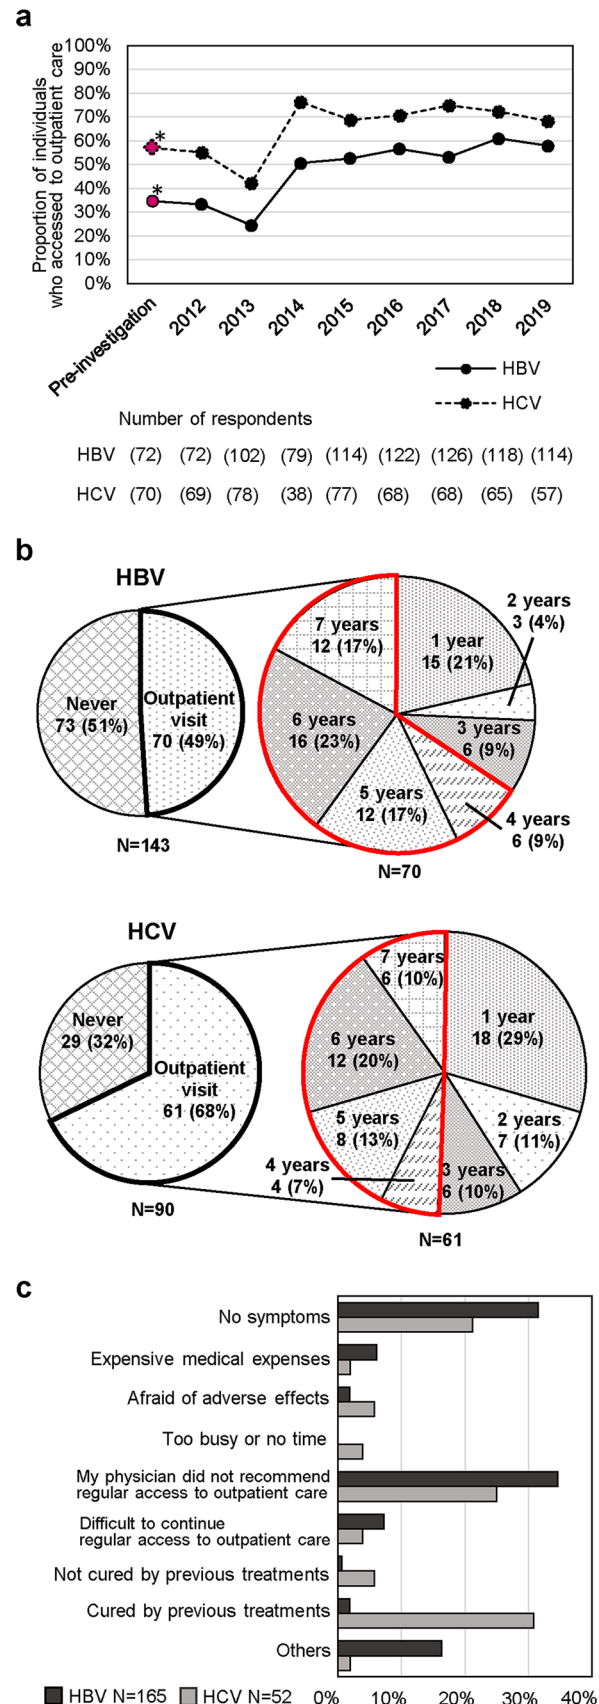 a
Proportion of individuals
who accessed to outpatient care
100%
90%
80%
70%
60%
50%
40%
30%
20%
10%
0%
*
*
Pre-investigation
2012
2013
2014
2015
2016
2017
2018
2019
HBV
HCV
Number of respondents
HBV (72) (72) (102) (79) (114) (122) (126) (118) (114)
HCV (70) (69) (78) (38) (77) (68) (68) (65) (57)
b
HBV
Never
73 (51%)
Outpatient
visit
70 (49%)
N=143
7 years
12 (17%)
1 year
15 (21%)
2 years
3 (4%)
3 years
6 (9%)
6 years
16 (23%)
5 years
12 (17%)
4 years
6 (9%)
N=70
HCV
Never
29 (32%)
Outpatient
visit
61 (68%)
N=90
7 years
6 (10%)
1 year
18 (29%)
6 years
12 (20%)
2 years
7 (11%)
5 years
8 (13%)
4 years
4 (7%)
3 years
6 (10%)
N=61
c
No symptoms
Expensive medical expenses
Afraid of adverse effects
Too busy or no time
My physician did not recommend
regular access to outpatient care
Difficult to continue
regular access to outpatient care
Not cured by previous treatments
Cured by previous treatments
Others
HBV N=165 HCV N=52
0% 10% 20% 30% 40%